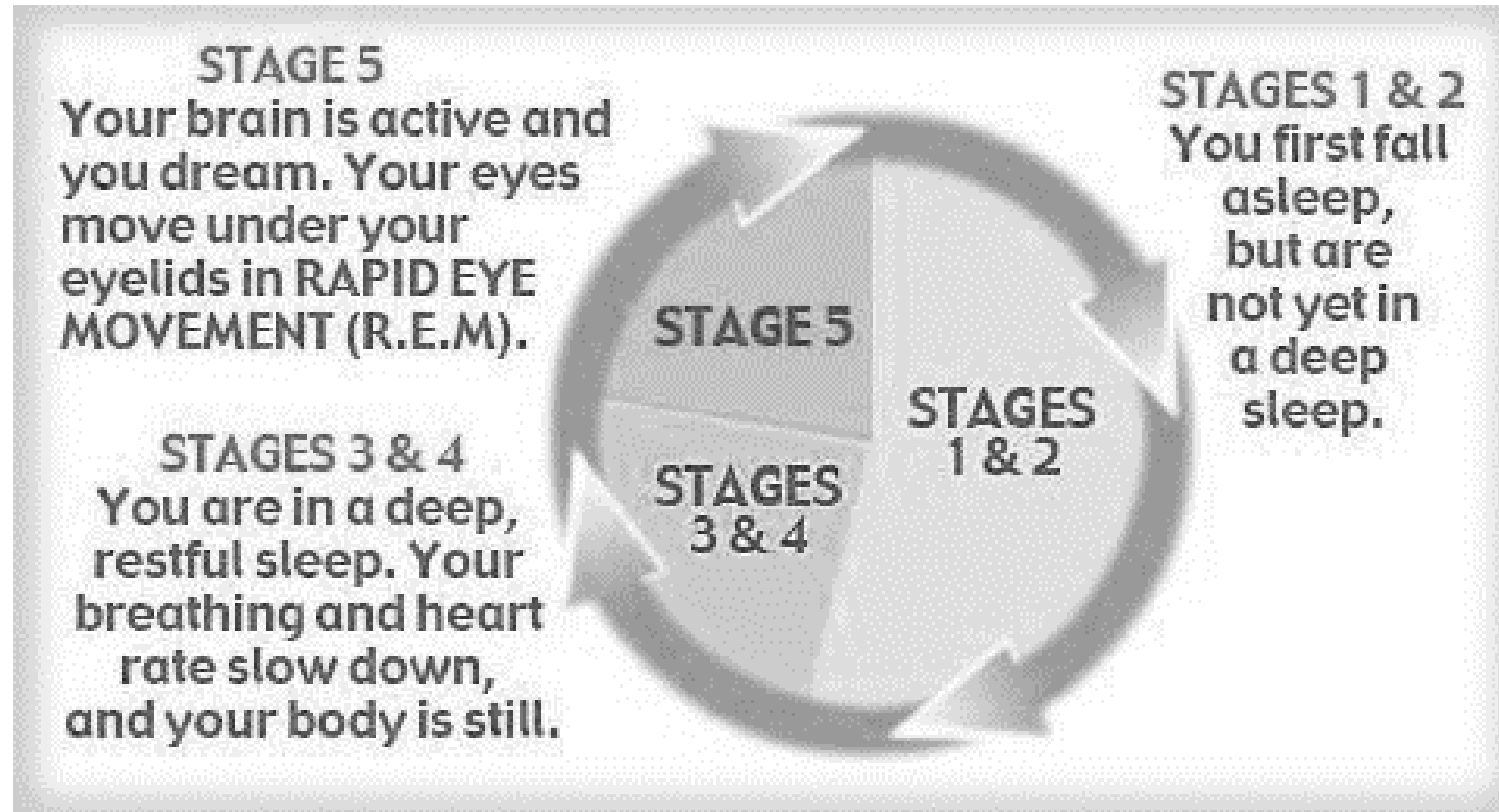 STAGE 5
Your brain is active and
you dream. Your eyes
move under your
eyelids in RAPID EYE
MOVEMENT (R.E.M).
STAGES 3 & 4
You are in a deep,
restful sleep. Your
breathing and heart
rate slow down,
and your body is still.
STAGE 5
STAGES
3 & 4
STAGES
1 & 2
STAGES 1 & 2
You first fall
asleep,
but are
not yet in
a deep
sleep.